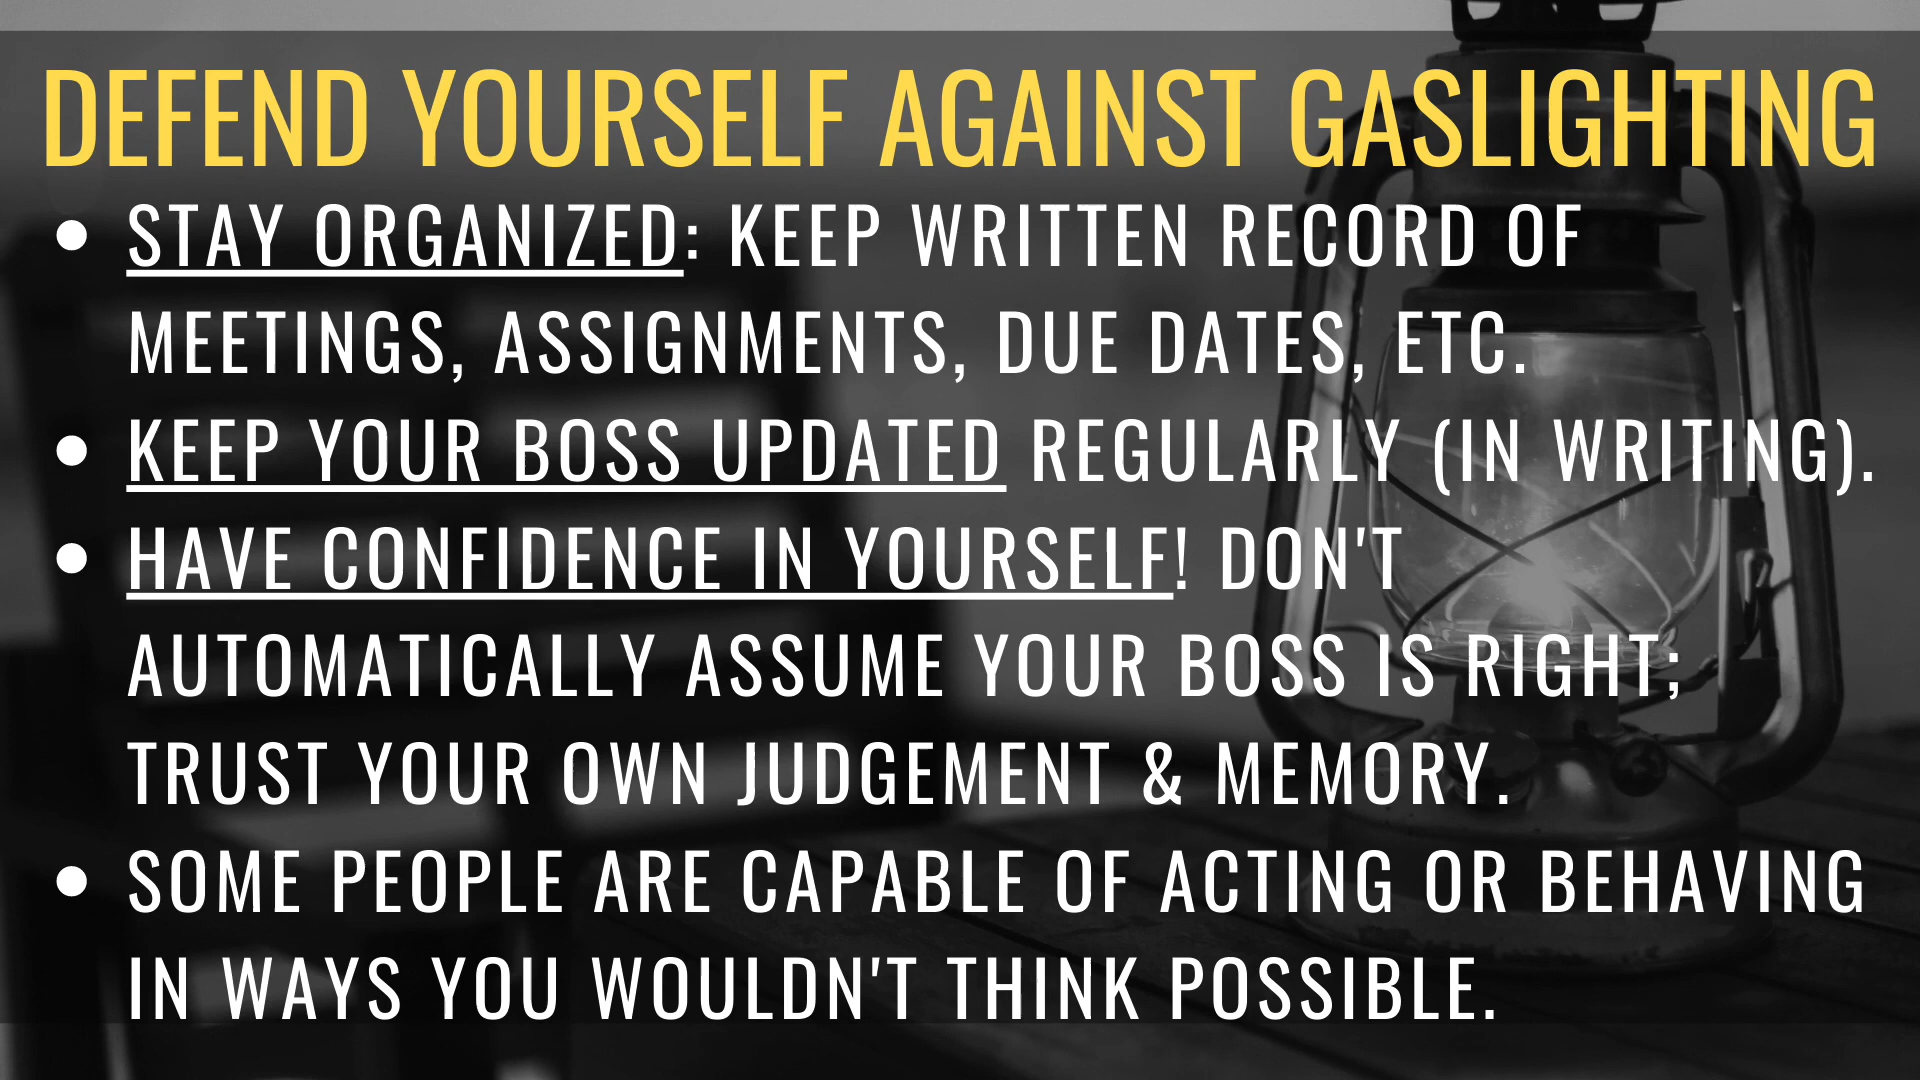 DEFEND YOURSELF AGAINST GASLIGHTING
• STAY ORGANIZED: KEEP WRITTEN RECORD OF
MEETINGS, ASSIGNMENTS, DUE DATES, ETC.
• KEEP YOUR BOSS UPDATED REGULARLY (IN WRITING).
• HAVE CONFIDENCE IN YOURSELF! DON'T
AUTOMATICALLY ASSUME YOUR BOSS IS RIGHT;
TRUST YOUR OWN JUDGEMENT & MEMORY.
• SOME PEOPLE ARE CAPABLE OF ACTING OR BEHAVING
IN WAYS YOU WOULDN'T THINK POSSIBLE.